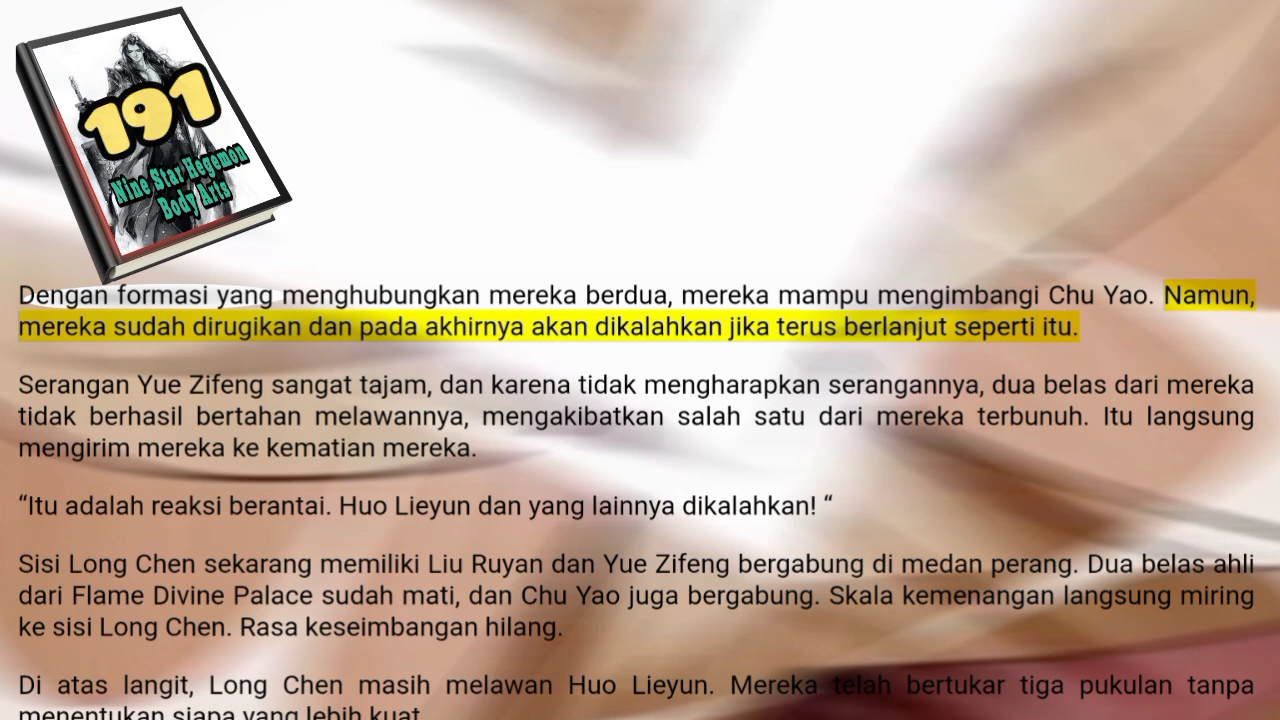 191
Nine Star Hegemon
Body Arts
Dengan formasi yang menghubungkan mereka berdua, mereka mampu mengimbangi Chu Yao. Namun,
mereka sudah dirugikan dan pada akhirnya akan dikalahkan jika terus berlanjut seperti itu.
Serangan Yue Zifeng sangat tajam, dan karena tidak mengharapkan serangannya, dua belas dari mereka
tidak berhasil bertahan melawannya, mengakibatkan salah satu dari mereka terbunuh. Itu langsung
mengirim mereka ke kematian mereka.
“Itu adalah reaksi berantai. Huo Lieyun dan yang lainnya dikalahkan! “
Sisi Long Chen sekarang memiliki Liu Ruyan dan Yue Zifeng bergabung di medan perang. Dua belas ahli
dari Flame Divine Palace sudah mati, dan Chu Yao juga bergabung. Skala kemenangan langsung miring
ke sisi Long Chen. Rasa keseimbangan hilang.
Di atas langit, Long Chen masih melawan Huo Lieyun. Mereka telah bertukar tiga pukulan tanpa
menentukan siapa yang lebih kuat.